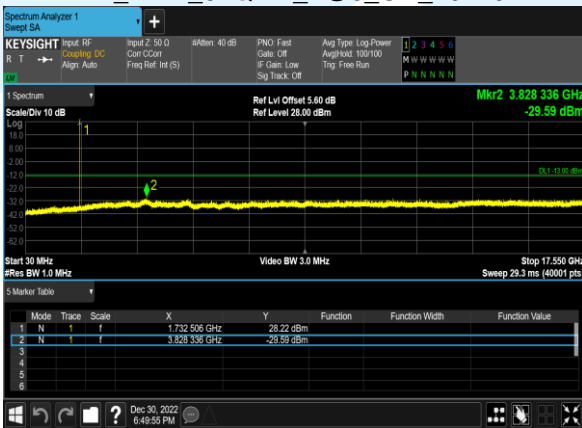 Spectrum Analyzer 1
Swept SA
KEYSIGHT Input: RF Input Z: 50 Ω #Atten: 40 dB PNO: Fast Avg Type: Log-Power 1 2 3 4 5 6
R T Coupling: DC Corr CCorr Gate: Off Avg|Hold: 100/100 M W W W W W
Align: Auto Freq Ref: Int (S) IF Gain: Low Trig: Free Run
Sig Track: Off P N N N N N
LW
1 Spectrum Ref Lvl Offset 5.60 dB Mkr2 3.828 336 GHz
Scale/Div 10 dB Ref Level 28.00 dBm -29.59 dBm
Log
18.0 1
8.00
-2.00
-12.0 DL1 -13.00 dBm
-22.0 2
-32.0
-42.0
-52.0
-62.0
Start 30 MHz Video BW 3.0 MHz Stop 17.550 GHz
#Res BW 1.0 MHz Sweep 29.3 ms (40001 pts
5 Marker Table
Mode Trace Scale X Y Function Function Width Function Value
1 N 1 f 1.732 506 GHz 28.22 dBm
2 N 1 f 3.828 336 GHz -29.59 dBm
3
4
5
6
? Dec 30, 2022
6:49:55 PM